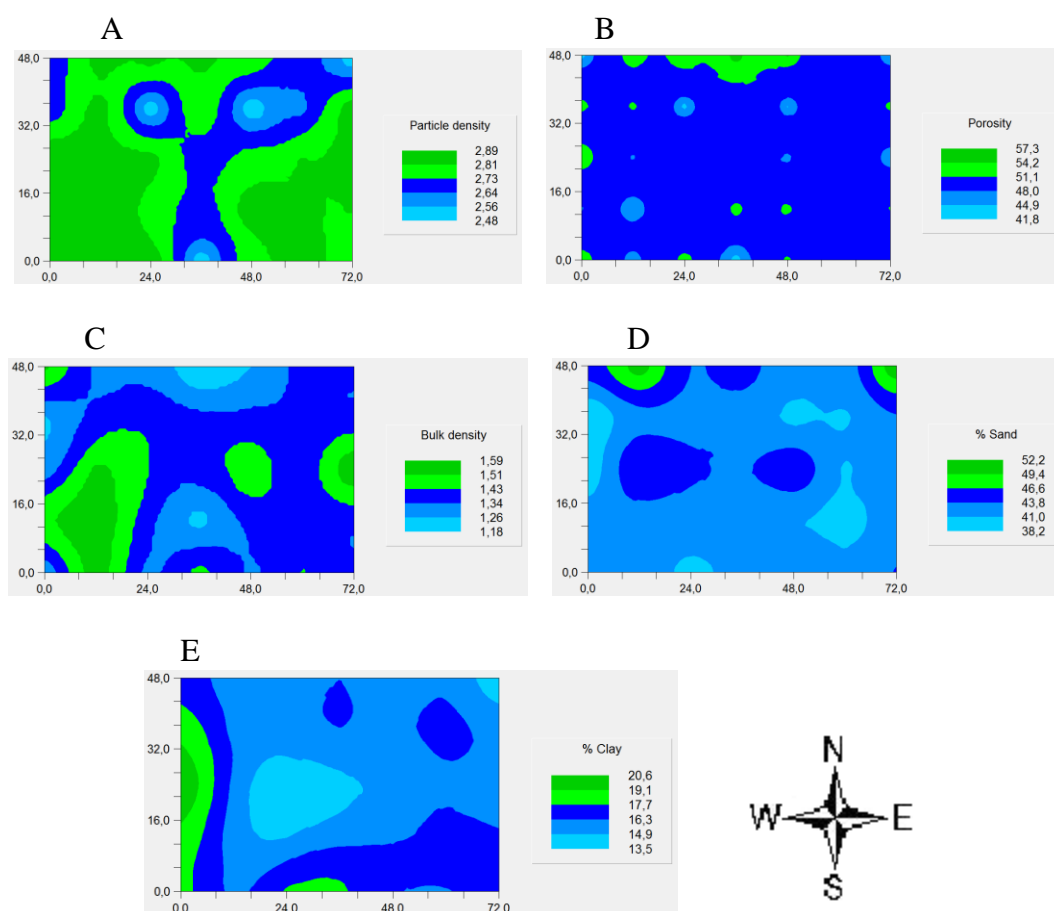 A
48,0
32,0
16,0
0,0
0,0 24,0 48,0 72,0
Particle density
2,89
2,81
2,73
2,64
2,56
2,48
B
48,0
32,0
16,0
0,0
0,0 24,0 48,0 72,0
Porosity
57,3
54,2
51,1
48,0
44,9
41,8
C
48,0
32,0
16,0
0,0
0,0 24,0 48,0 72,0
Bulk density
1,59
1,51
1,43
1,34
1,26
1,18
D
48,0
32,0
16,0
0,0
0,0 24,0 48,0 72,0
% Sand
52,2
49,4
46,6
43,8
41,0
38,2
E
48,0
32,0
16,0
0,0
0,0 24,0 48,0 72,0
% Clay
20,6
19,1
17,7
16,3
14,9
13,5
N
W E
S